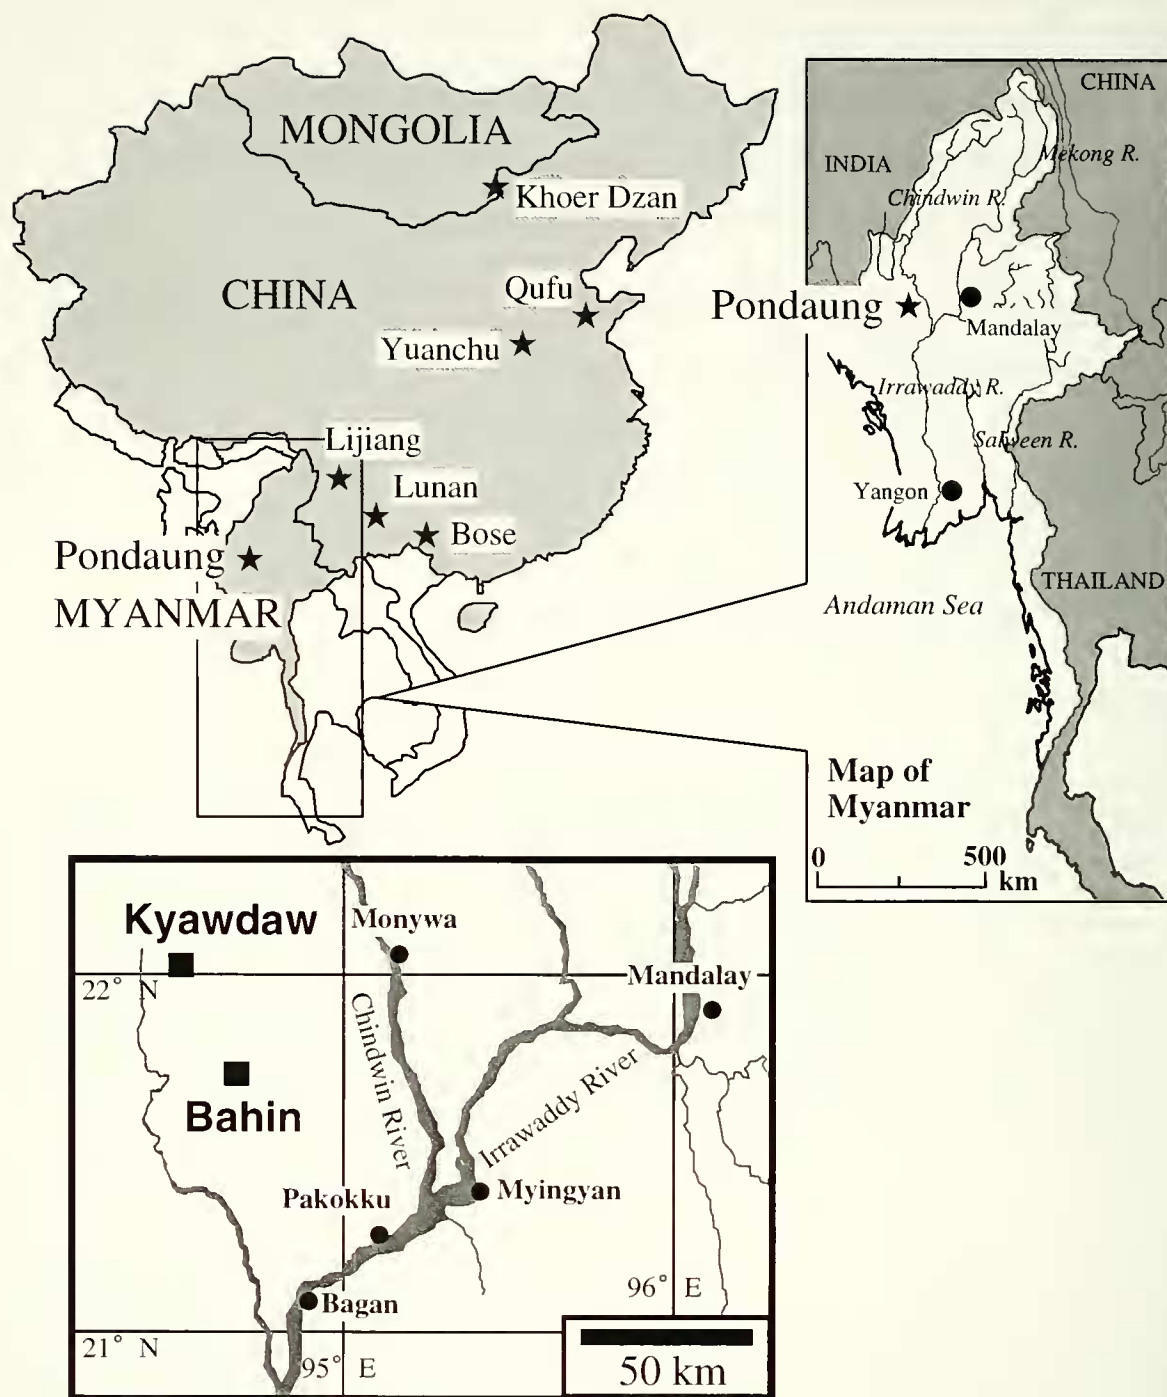 MONGOLIA
Khoer Dzan
CHINA
Qufu
Yuanchu
Lijiang
Lunan
Bose
Pondaung
MYANMAR
CHINA
INDIA
Mekong R.
Chindwin R.
Pondaung
Mandalay
Irrawaddy R.
Salween R.
Yangon
THAILAND
Andaman Sea
Map of
Myanmar
0 500
km
Kyawdaw
Monywa
Mandalay
22° N
Chindwin River
Bahin
Irrawaddy River
Pakokku
Myingyan
96° E
Bagan
21° N
95° E
50 km